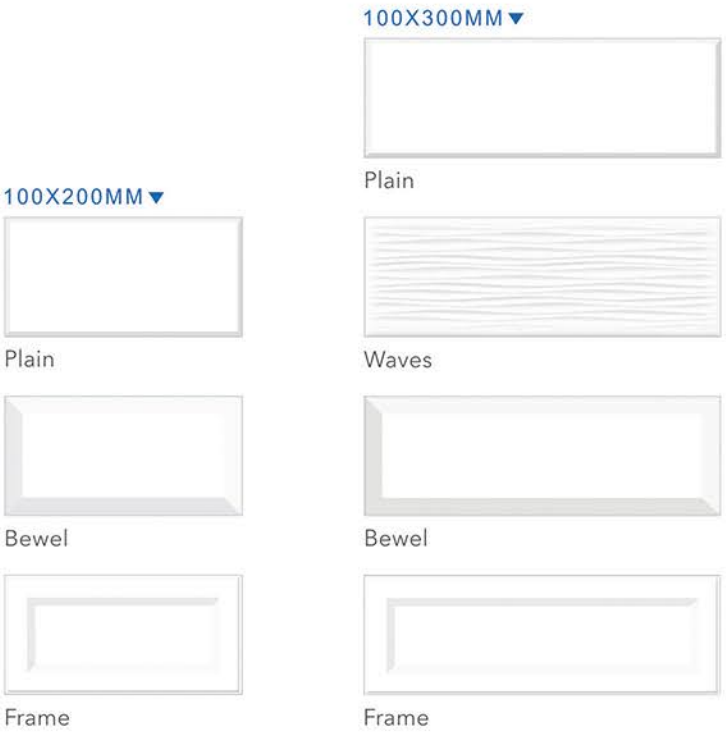 100X300MM▼
Plain
Waves
Bewel
Frame
100X200MM▼
Plain
Bewel
Frame